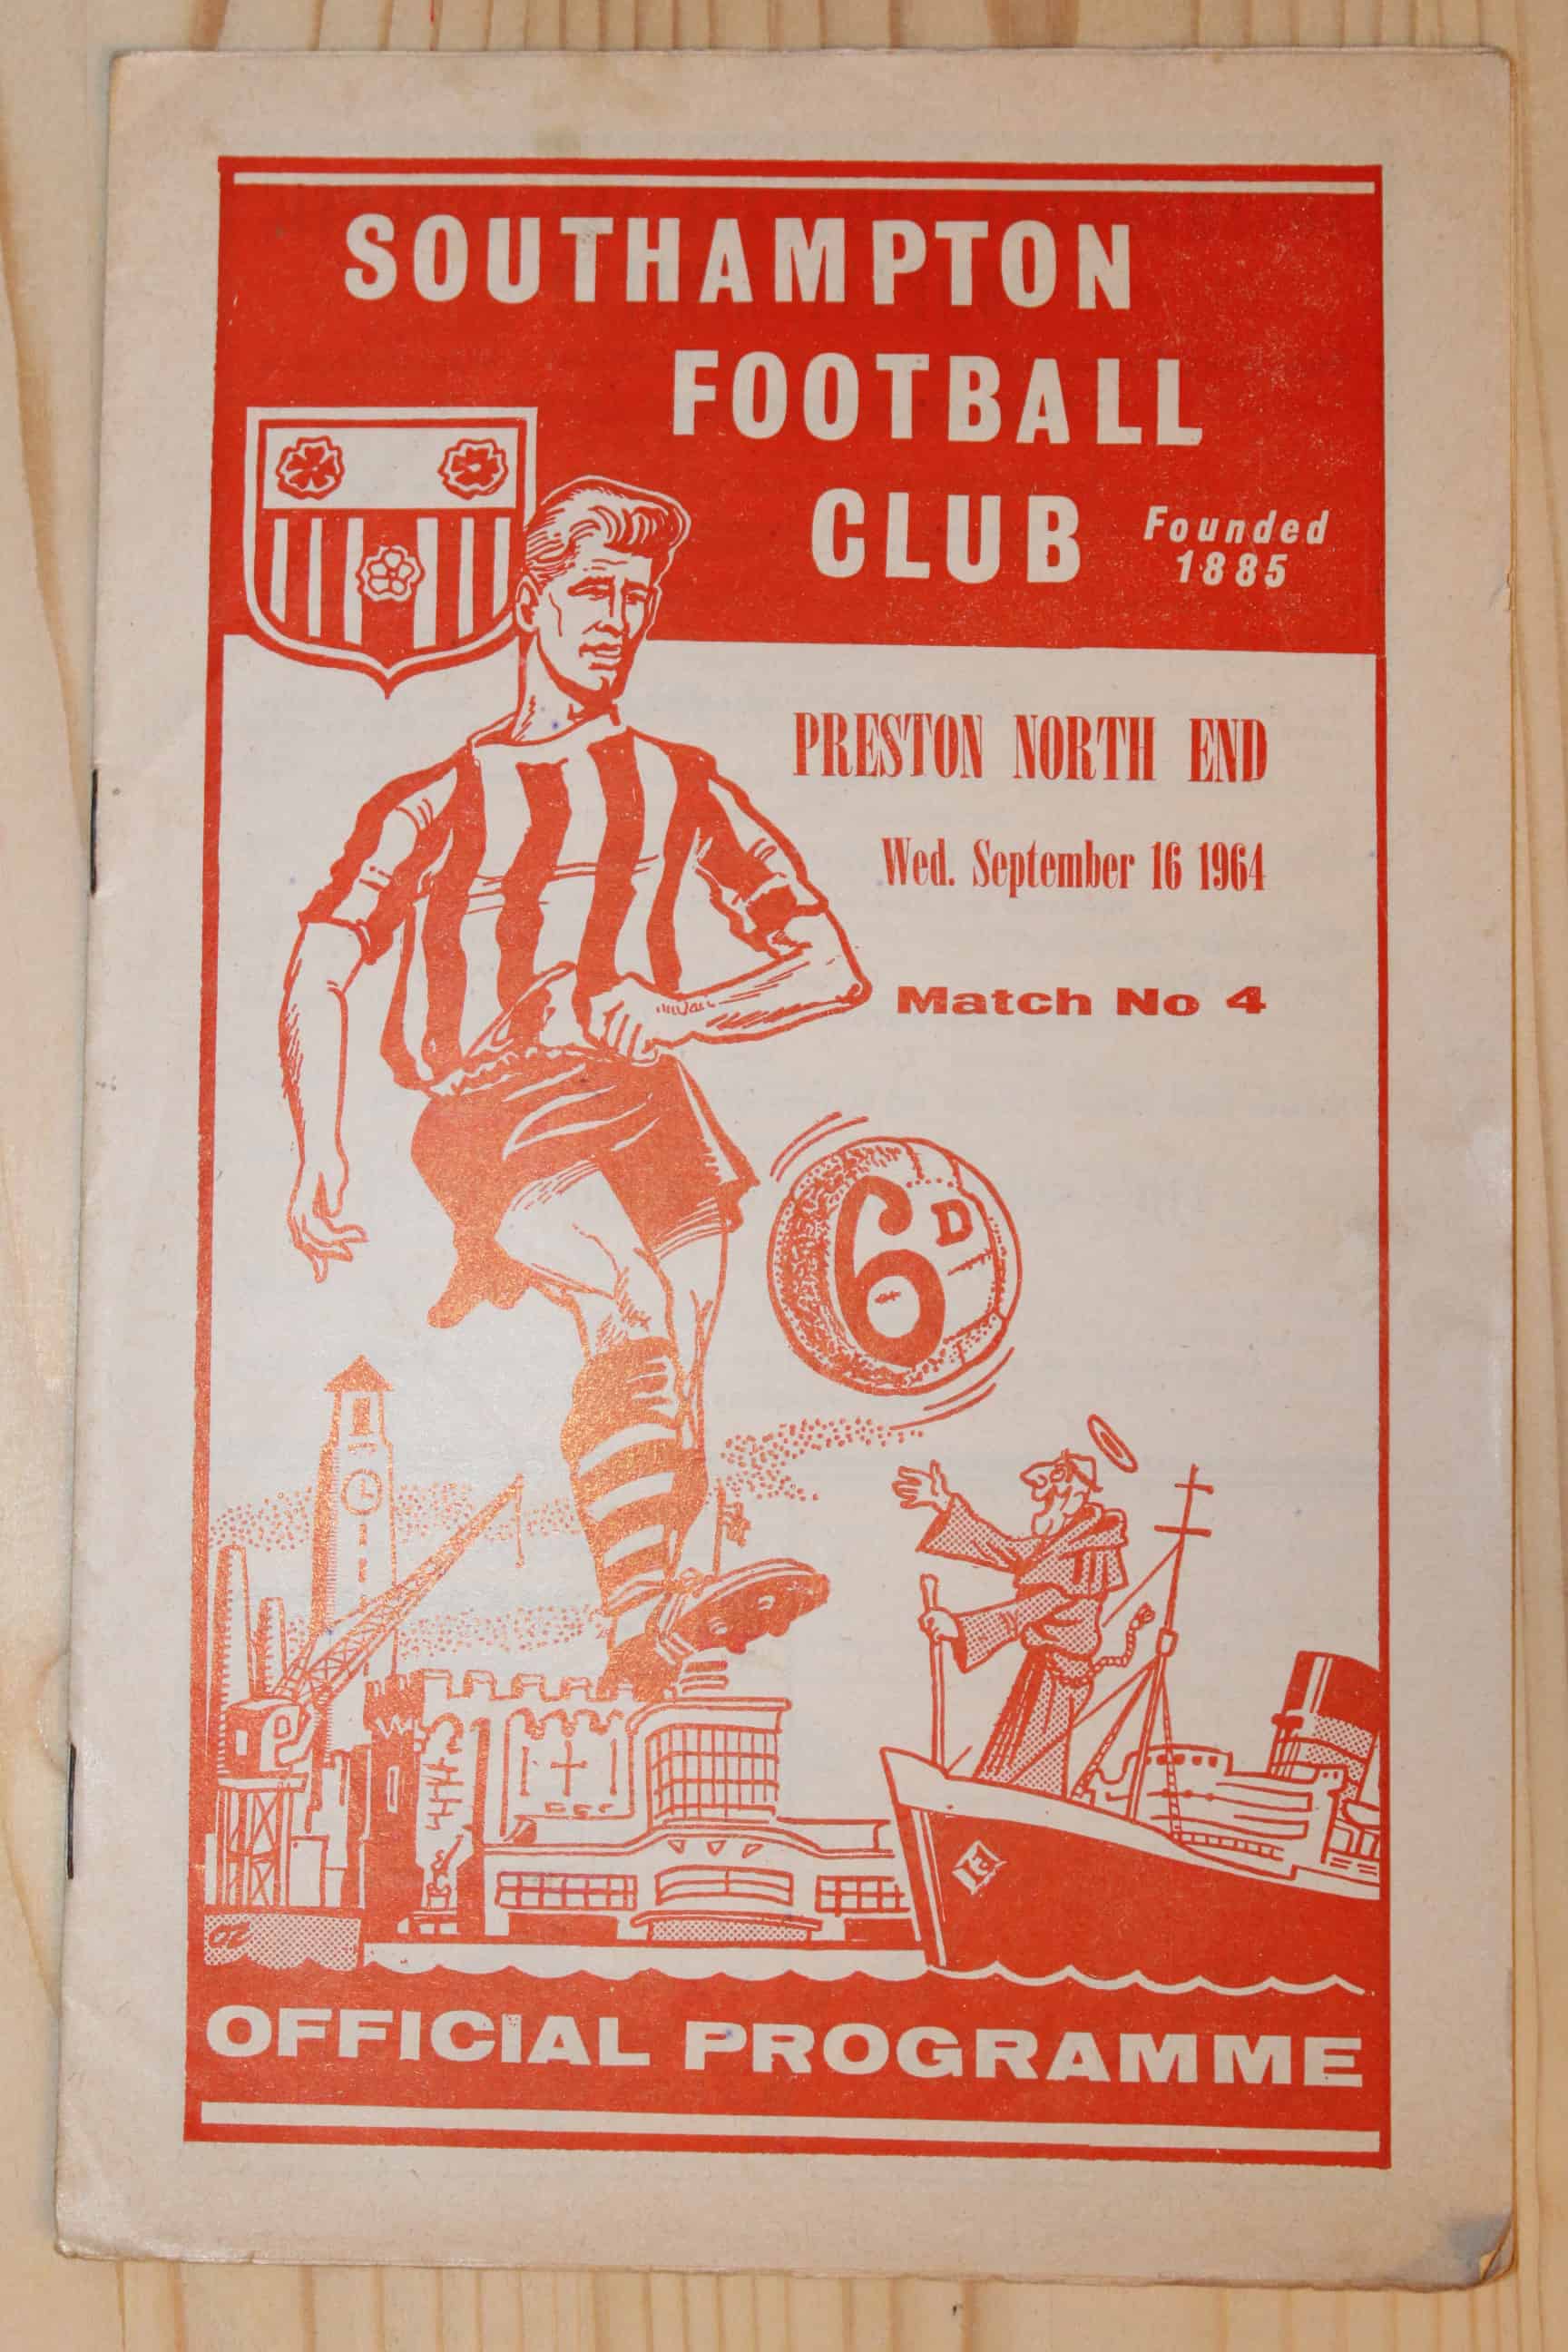 SOUTHAMPTON
FOOTBALL
CLUB
Founded
1885
PRESTON NORTH END
Wed. September 16 1964
Match No 4
6D
OFFICIAL PROGRAMME